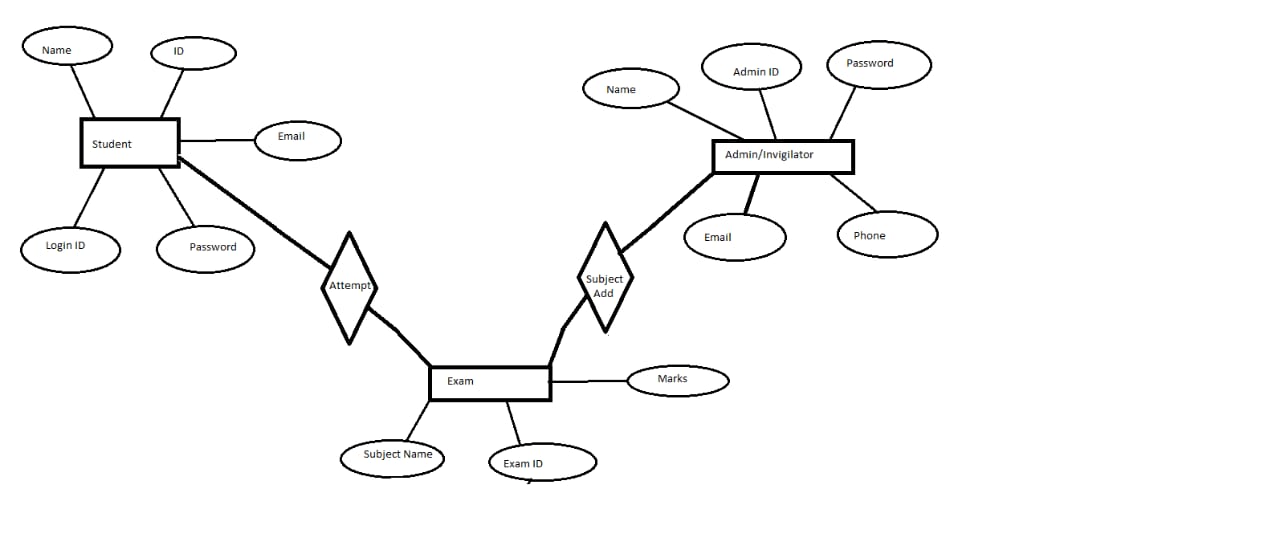 Name
ID
Student
Email
Login ID
Password
Attempt
Name
Admin ID
Password
Admin/Invigilator
Email
Phone
Subject
Add
Exam
Marks
Subject Name
Exam ID